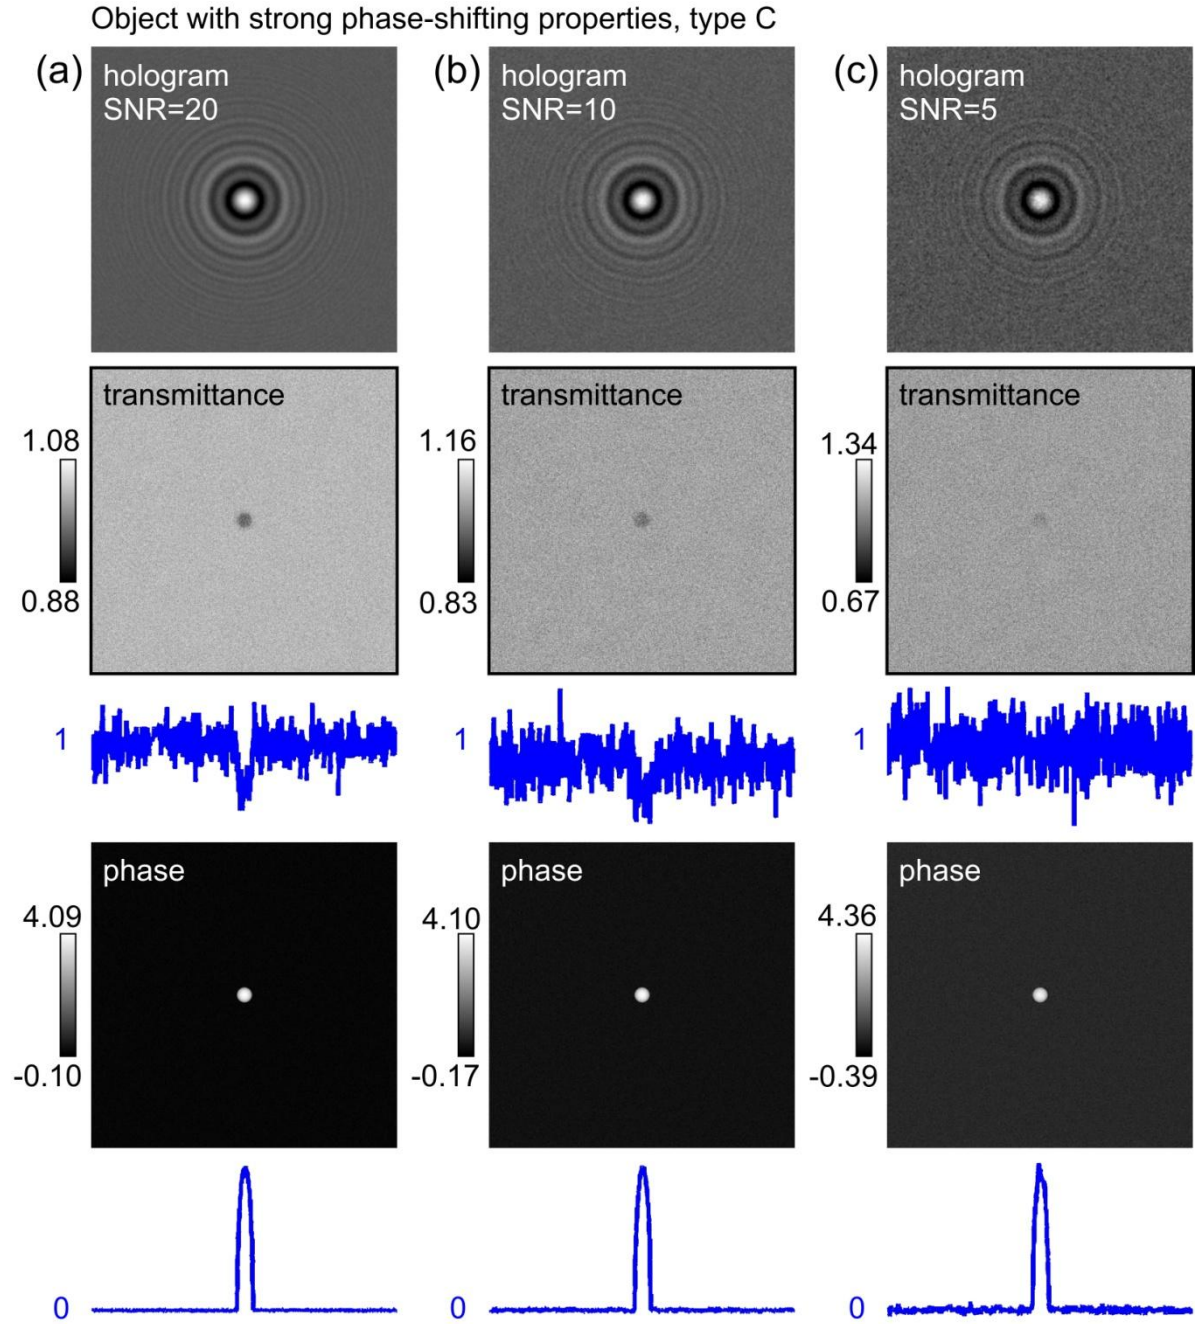 Object with strong phase-shifting properties, type C
(a)
hologram
SNR=20
(b)
hologram
SNR=10
(c)
hologram
SNR=5
transmittance
1.08
0.88
transmittance
1.16
0.83
transmittance
1.34
0.67
1
1
1
phase
4.09
-0.10
phase
4.10
-0.17
phase
4.36
-0.39
0
0
0